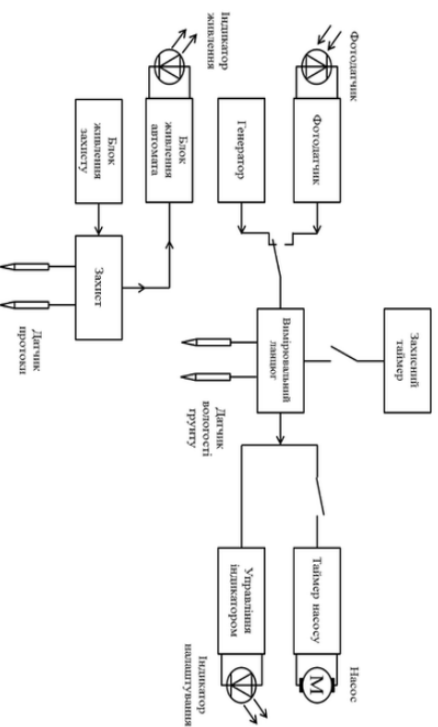 Захисний
таймер
Фотодатчик
Насос
Фотодатчик
Таймер насосу
M
Вимірювальний
ланцюг
Генератор
Управління
індикатором
Датчик
вологості
ґрунту
Індикатор
живлення
Індикатор
налаштування
Блок
живлення
автомата
Блок
живлення
захисту
Захист
Датчик
протоки